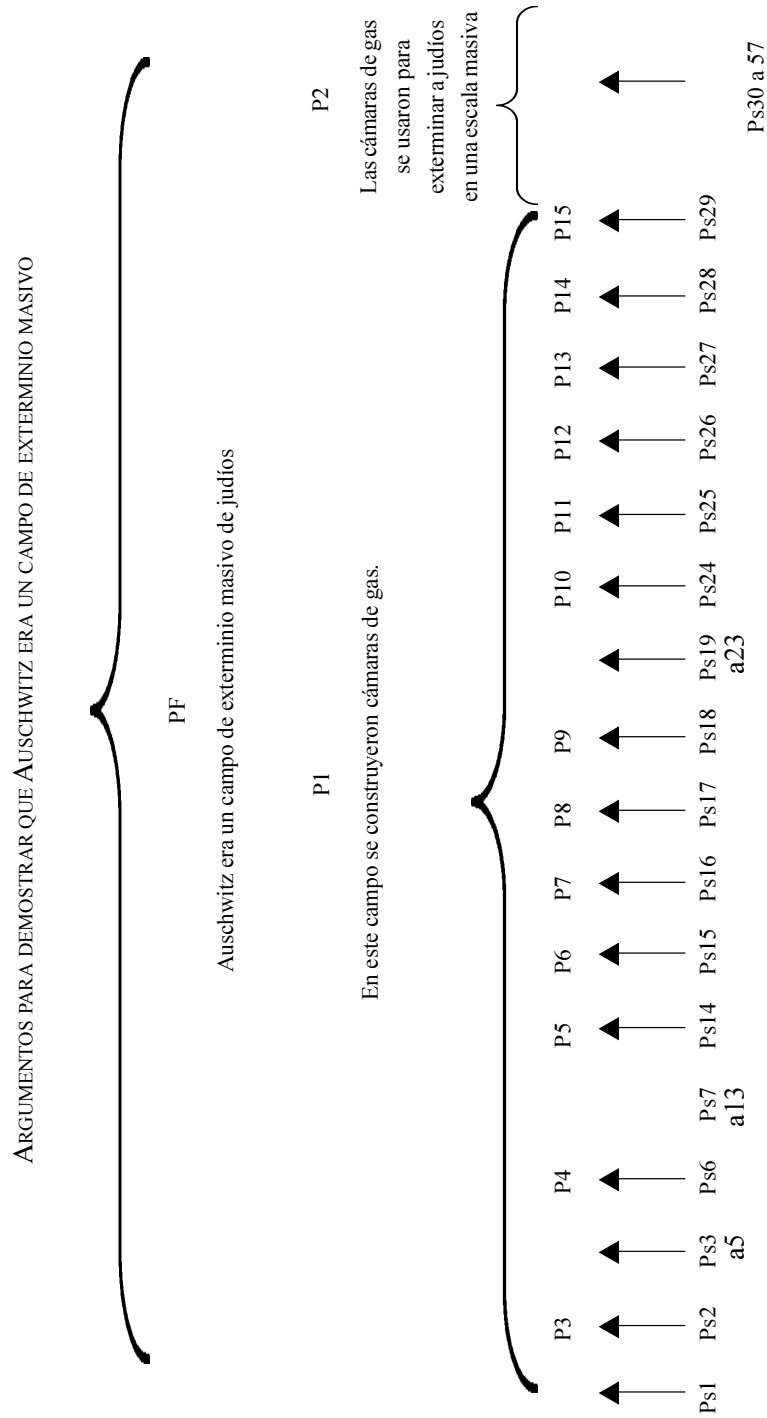 ARGUMENTOS PARA DEMOSTRAR QUE AUSCHWITZ ERA UN CAMPO DE EXTERMINIO MASIVO
PF
Auschwitz era un campo de exterminio masivo de judíos
P1
En este campo se construyeron cámaras de gas.
P2
Las cámaras de gas
se usaron para
exterminar a judíos
en una escala masiva
P3 P4 P5 P6 P7 P8 P9 P10 P11 P12 P13 P14 P15
Ps1 Ps2 Ps3 Ps6 Ps7 Ps14 Ps15 Ps16 Ps17 Ps18 Ps19 Ps24 Ps25 Ps26 Ps27 Ps28 Ps29
a5 a13 a23
Ps30 a 57